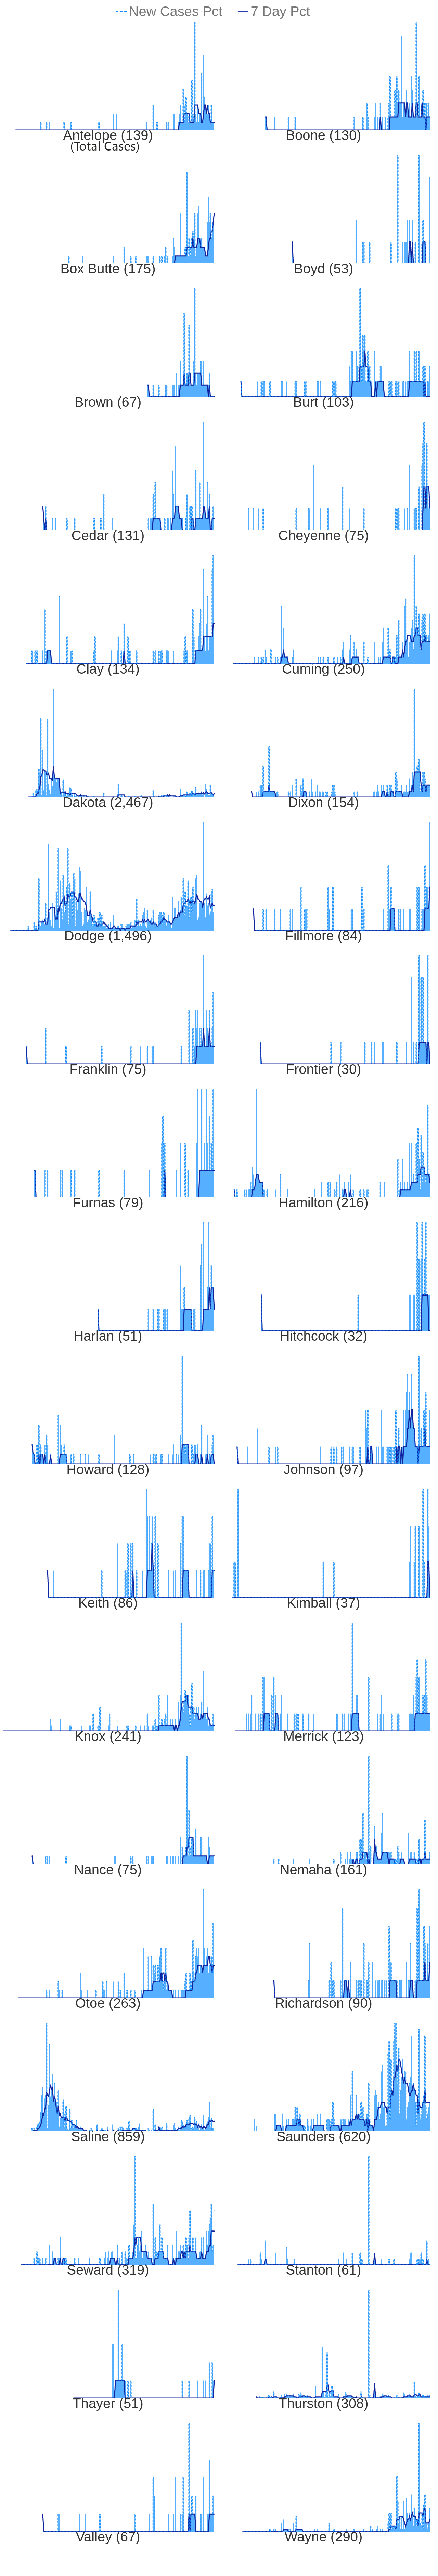 New Cases Pct 7 Day Pct
Antelope (139) Boone (130)
(Total Cases)
Box Butte (175) Boyd (53)
Brown (67) Burt (103)
Cedar (131) Cheyenne (75)
Clay (134) Cuming (250)
Dakota (2,467) Dixon (154)
Dodge (1,496) Fillmore (84)
Franklin (75) Frontier (30)
Furnas (79) Hamilton (216)
Harlan (51) Hitchcock (32)
Howard (128) Johnson (97)
Keith (86) Kimball (37)
Knox (241) Merrick (123)
Nance (75) Nemaha (161)
Otoe (263) Richardson (90)
Saline (859) Saunders (620)
Seward (319) Stanton (61)
Thayer (51) Thurston (308)
Valley (67) Wayne (290)